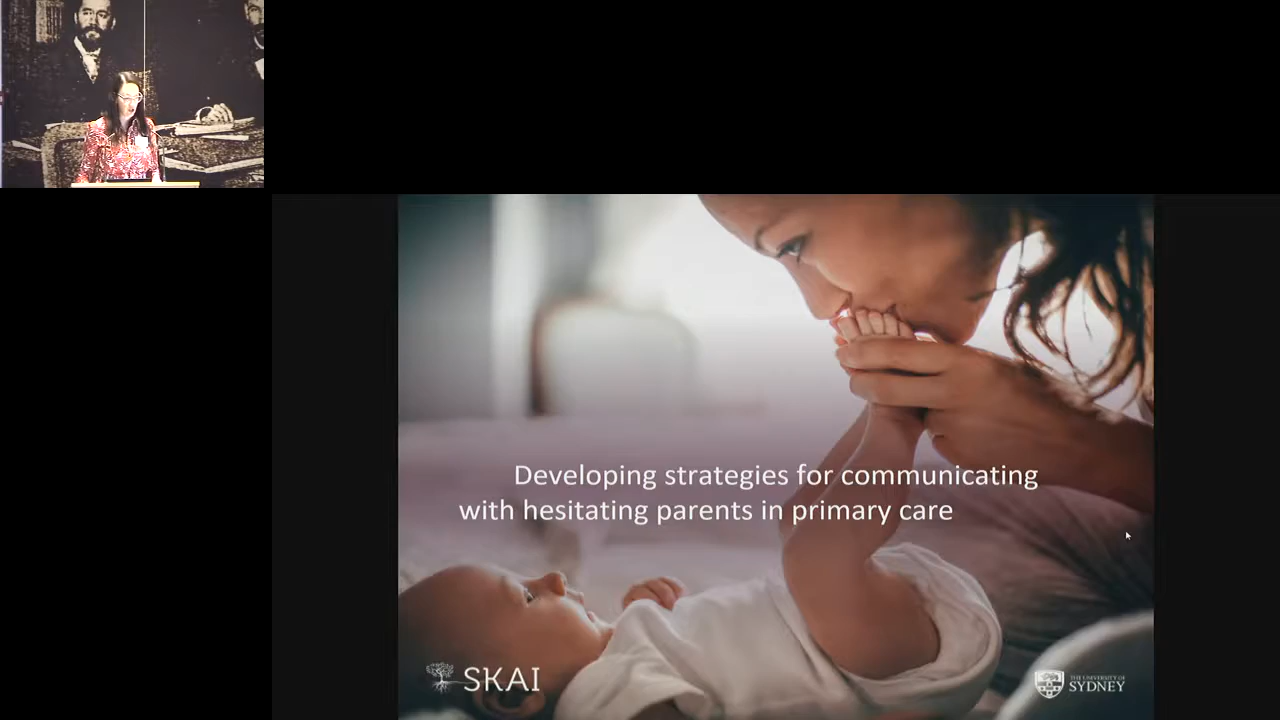 Developing strategies for communicating
with hesitating parents in primary care
SKAI
THE UNIVERSITY OF
SYDNEY